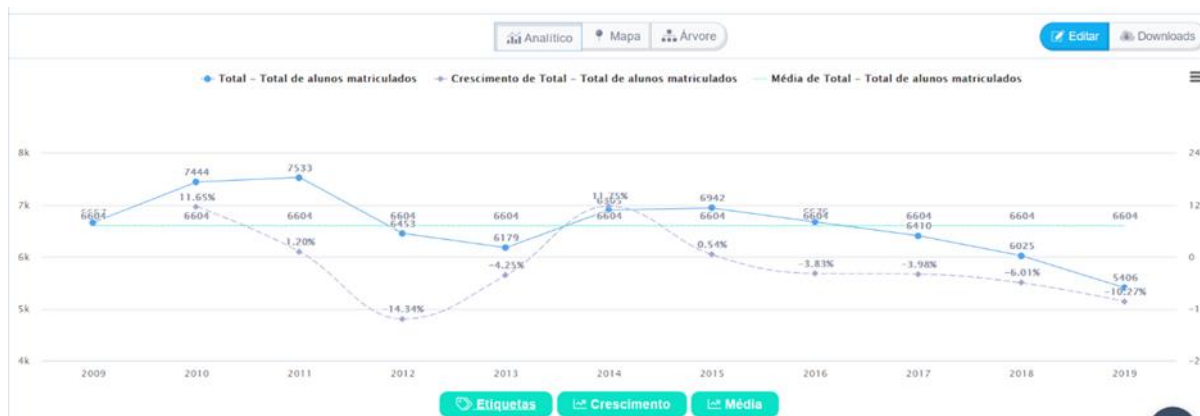 Analítico Mapa Árvore Editar Downloads
Total – Total de alunos matriculados Crescimento de Total – Total de alunos matriculados Média de Total – Total de alunos matriculados
8k 24
7533
7444
11.65% 11.75% 6942
7k 12
6604 6604 6604 6604 6604 6604 6604 6604 6604 6604 6604
6453 6410
6179 6025
1.20% 0.54%
6k 0
-4.25% -3.83% -3.98%
-6.01% 5406
-10.27%
-14.34%
5k
4k
2009 2010 2011 2012 2013 2014 2015 2016 2017 2018 2019
Etiquetas Crescimento Média